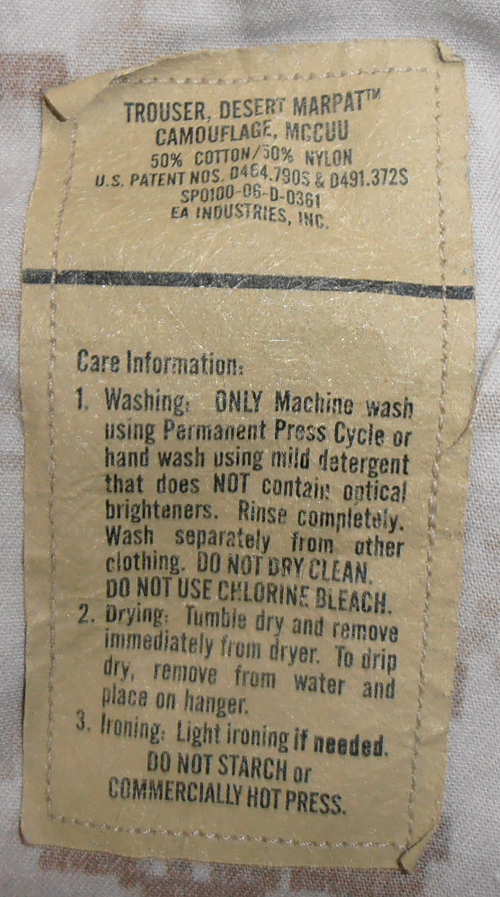 TROUSER, DESERT MARPAT™
CAMOUFLAGE, MCCUU
50% COTTON/50% NYLON
U.S. PATENT NOS. D464.790S & D491.372S
SPO100-06-D-0361
EA INDUSTRIES, INC.
Care Information:
1. Washing: ONLY Machine wash
using Permanent Press Cycle or
hand wash using mild detergent
that does NOT contain optical
brighteners. Rinse completely.
Wash separately from other
clothing. DO NOT DRY CLEAN.
DO NOT USE CHLORINE BLEACH.
2. Drying: Tumble dry and remove
immediately from dryer. To drip
dry, remove from water and
place on hanger.
3. Ironing: Light ironing if needed.
DO NOT STARCH or
COMMERCIALLY HOT PRESS.